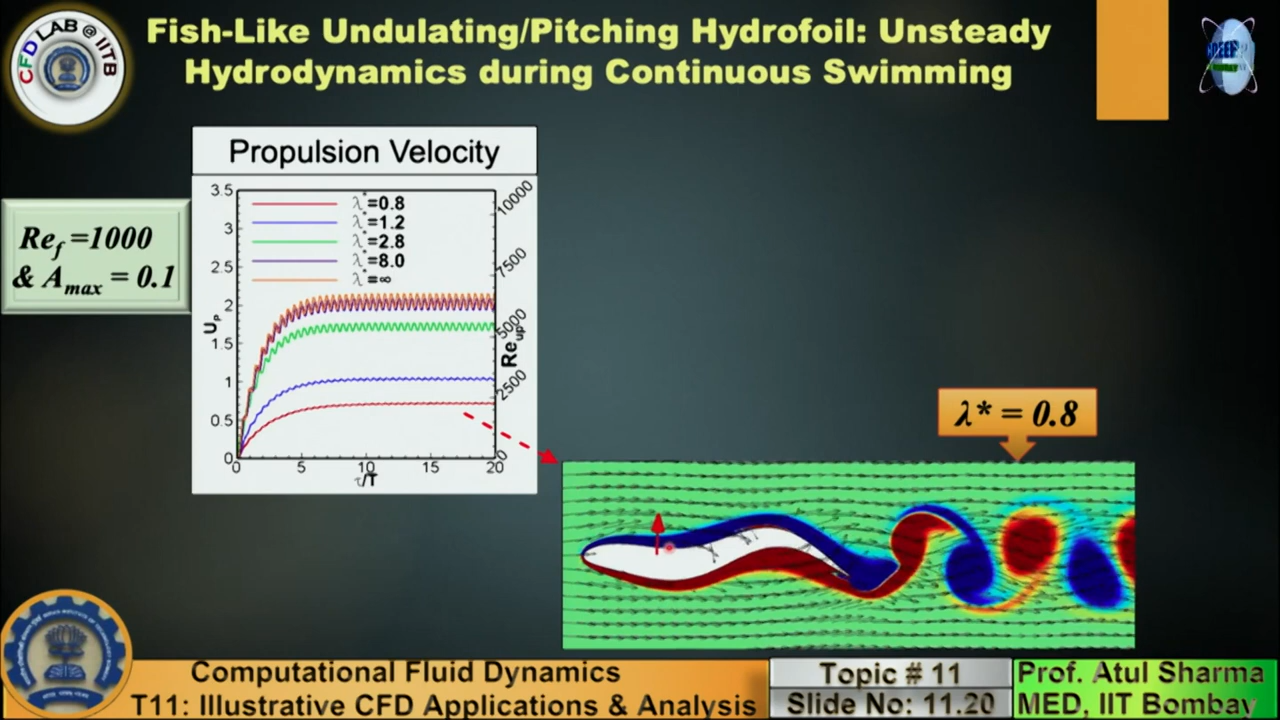 CFD LAB @ IITB
Fish-Like Undulating/Pitching Hydrofoil: Unsteady
Hydrodynamics during Continuous Swimming
Propulsion Velocity
Re_f =1000
& A_max = 0.1
3.5
3
2.5
2
1.5
1
0.5
0
U_P
λ*=0.8
λ*=1.2
λ*=2.8
λ*=8.0
λ*=∞
10000
7500
5000
2500
0
Re_up
0 5 10 15 20
τ/T
λ* = 0.8
Computational Fluid Dynamics
T11: Illustrative CFD Applications & Analysis
Topic # 11
Slide No: 11.20
Prof. Atul Sharma
MED, IIT Bombay